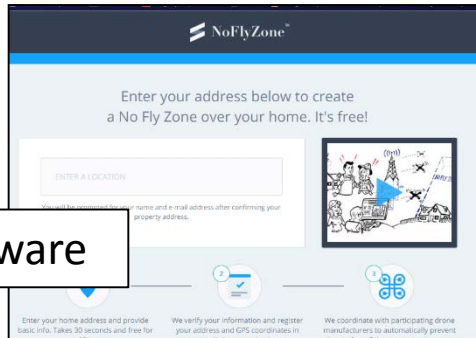 NoFlyZone™
Enter your address below to create
a No Fly Zone over your home. It's free!
ENTER A LOCATION
You will be prompted for your name and e-mail address after confirming your
property address.
ware
2
3
Enter your home address and provide
basic info. Takes 30 seconds and free for
We verify your information and register
your address and GPS coordinates in
We coordinate with participating drone
manufacturers to automatically prevent